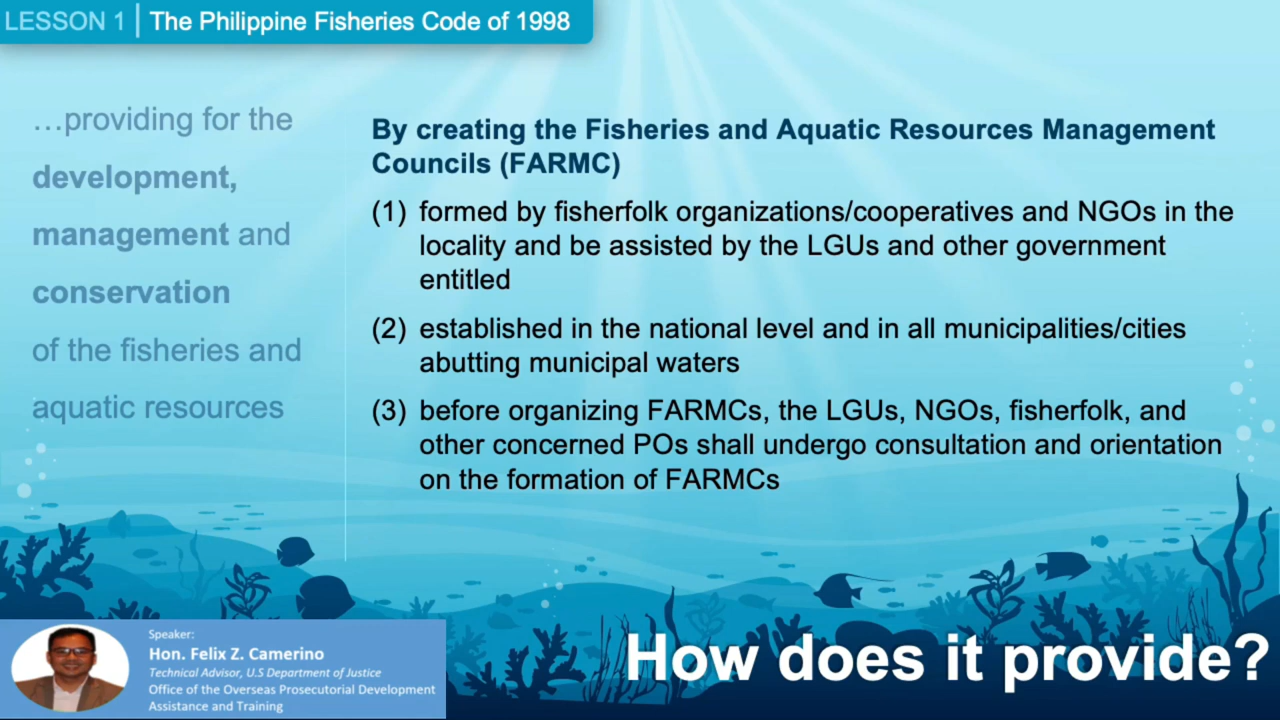 LESSON 1 | The Philippine Fisheries Code of 1998
…providing for the
development,
management and
conservation
of the fisheries and
aquatic resources
By creating the Fisheries and Aquatic Resources Management
Councils (FARMC)
(1) formed by fisherfolk organizations/cooperatives and NGOs in the
locality and be assisted by the LGUs and other government
entitled
(2) established in the national level and in all municipalities/cities
abutting municipal waters
(3) before organizing FARMCs, the LGUs, NGOs, fisherfolk, and
other concerned POs shall undergo consultation and orientation
on the formation of FARMCs
Speaker:
Hon. Felix Z. Camerino
Technical Advisor, U.S Department of Justice
Office of the Overseas Prosecutorial Development
Assistance and Training
How does it provide?